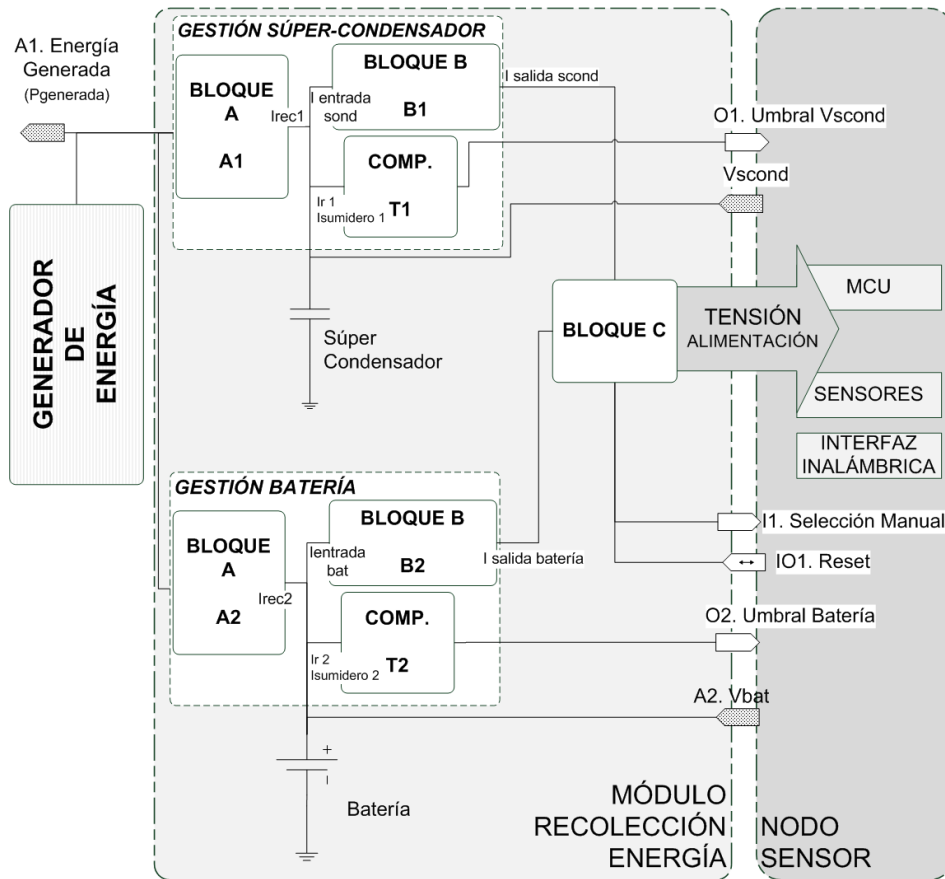 A1. Energía
Generada
(Pgenerada)
GENERADOR
DE
ENERGÍA
GESTIÓN SÚPER-CONDENSADOR
BLOQUE
A
A1
Irec1
I entrada
sond
BLOQUE B
B1
I salida scond
COMP.
T1
Ir 1
Isumidero 1
Súper
Condensador
O1. Umbral Vscond
Vscond
BLOQUE C
TENSIÓN
ALIMENTACIÓN
MCU
SENSORES
INTERFAZ
INALÁMBRICA
GESTIÓN BATERÍA
BLOQUE
A
A2
Irec2
Ientrada
bat
BLOQUE B
B2
I salida batería
COMP.
T2
Ir 2
Isumidero 2
I1. Selección Manual
IO1. Reset
O2. Umbral Batería
A2. Vbat
+
I
Batería
MÓDULO
RECOLECCIÓN
ENERGÍA
NODO
SENSOR